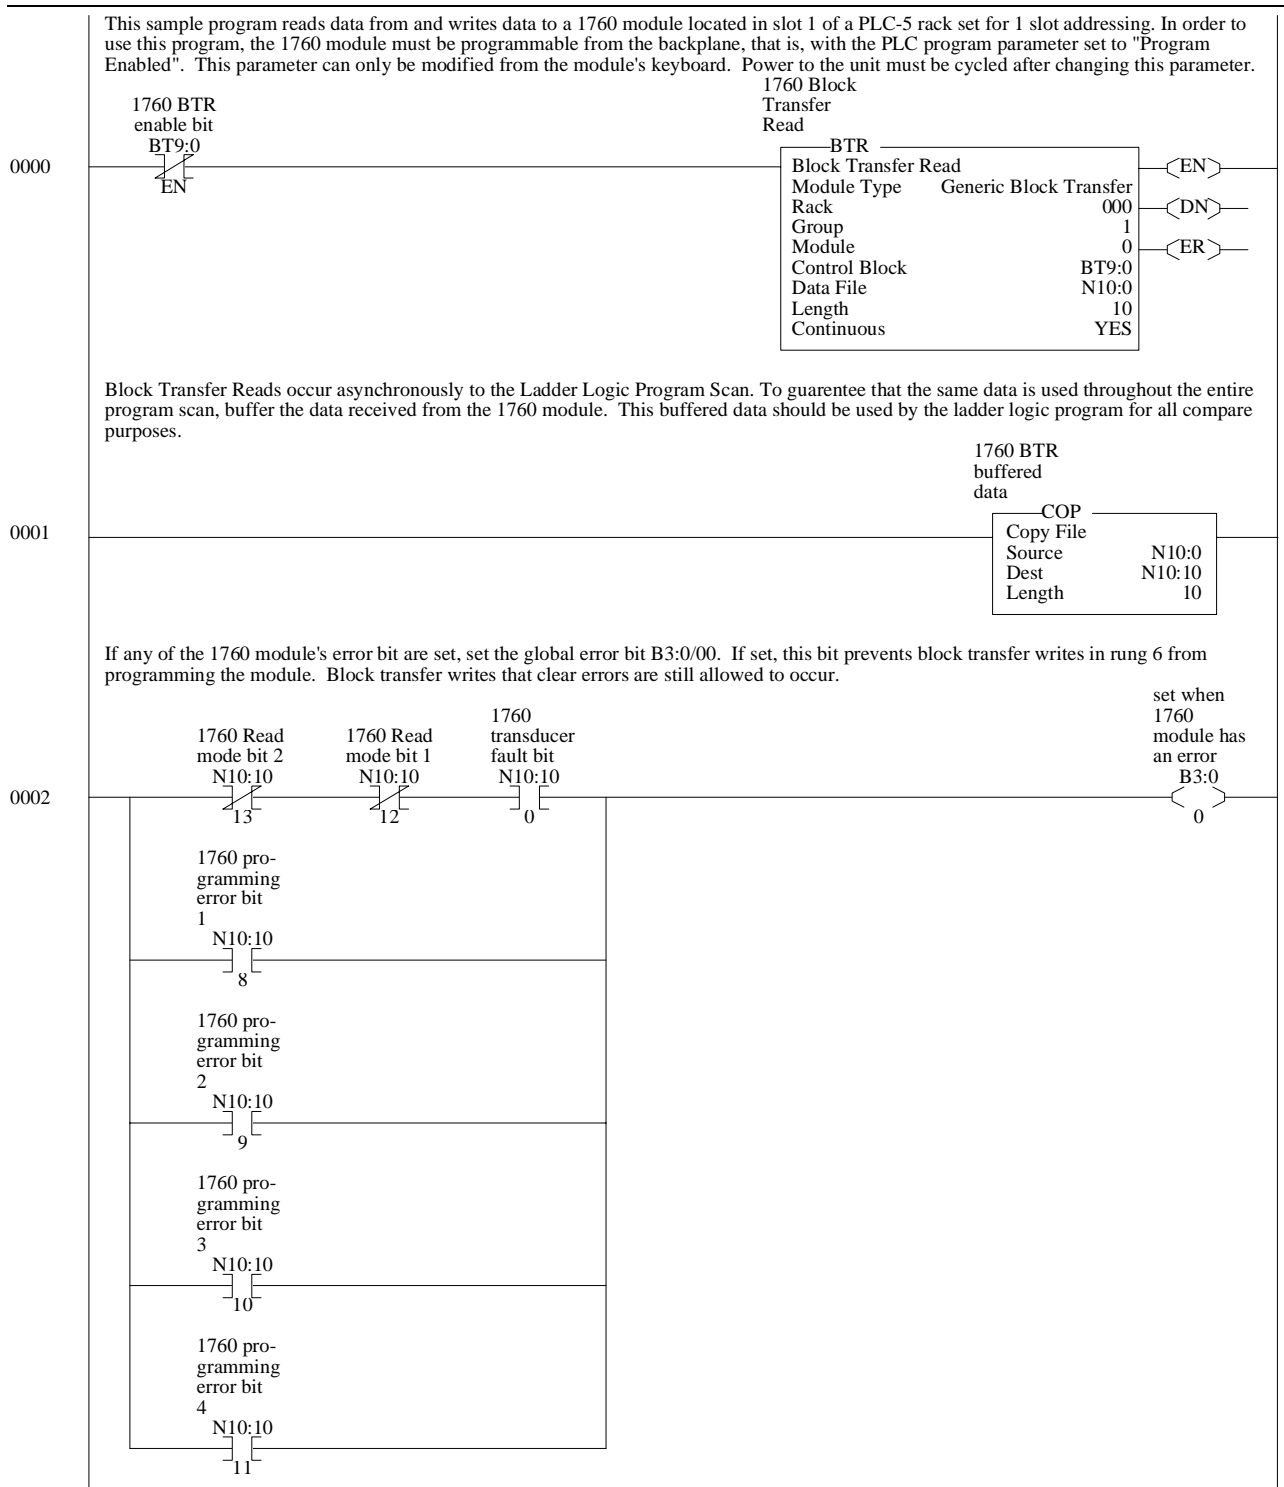 This sample program reads data from and writes data to a 1760 module located in slot 1 of a PLC-5 rack set for 1 slot addressing. In order to
use this program, the 1760 module must be programmable from the backplane, that is, with the PLC program parameter set to "Program
Enabled". This parameter can only be modified from the module's keyboard. Power to the unit must be cycled after changing this parameter.
1760 BTR
enable bit
BT9:0
EN
1760 Block
Transfer
Read
0000
BTR
Block Transfer Read
Module Type Generic Block Transfer
Rack 000
Group 1
Module 0
Control Block BT9:0
Data File N10:0
Length 10
Continuous YES
EN
DN
ER
Block Transfer Reads occur asynchronously to the Ladder Logic Program Scan. To guarentee that the same data is used throughout the entire
program scan, buffer the data received from the 1760 module. This buffered data should be used by the ladder logic program for all compare
purposes.
1760 BTR
buffered
data
0001
COP
Copy File
Source N10:0
Dest N10:10
Length 10
If any of the 1760 module's error bit are set, set the global error bit B3:0/00. If set, this bit prevents block transfer writes in rung 6 from
programming the module. Block transfer writes that clear errors are still allowed to occur.
0002
1760 Read
mode bit 2
N10:10
13
1760 Read
mode bit 1
N10:10
12
1760
transducer
fault bit
N10:10
0
set when
1760
module has
an error
B3:0
0
1760 pro-
gramming
error bit
1
N10:10
8
1760 pro-
gramming
error bit
2
N10:10
9
1760 pro-
gramming
error bit
3
N10:10
10
1760 pro-
gramming
error bit
4
N10:10
11